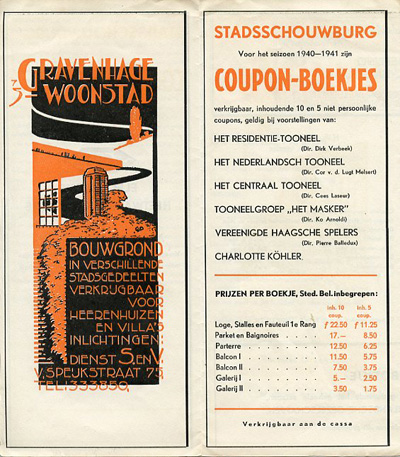 'S GRAVENHAGE
WOONSTAD
BOUWGROND
IN VERSCHILLENDE
STADSGEDEELTEN
VERKRIJGBAAR
VOOR
HEERENHUIZEN
EN VILLA'S
INLICHTINGEN:
DIENST S. EN V.
V. SPEIJKSTRAAT 75
TEL: 333850,
STADSSCHOUWBURG
Voor het seizoen 1940—1941 zijn
COUPON-BOEKJES
verkrijgbaar, inhoudende 10 en 5 niet persoonlijke
coupons, geldig bij voorstellingen van:
HET RESIDENTIE-TOONEEL
(Dir. Dirk Verbeek)
HET NEDERLANDSCH TOONEEL
(Dir. Cor v. d. Lugt Melsert)
HET CENTRAAL TOONEEL
(Dir. Cees Laseur)
TOONEELGROEP „HET MASKER"
(Dir. Ko Arnoldi)
VEREENIGDE HAAGSCHE SPELERS
(Dir. Pierre Balledux)
CHARLOTTE KÖHLER.
PRIJZEN PER BOEKJE, Sted. Bel. inbegrepen:
inh. 10 coup. inh. 5 coup.
Loge, Stalles en Fauteuil 1e Rang ƒ 22.50 ƒ 11.25
Parket en Baignoires . . . . 17.— 8.50
Parterre . . . . . . . 12.50 6.25
Balcon I . . . . . . . 11.50 5.75
Balcon II . . . . . . . 7.50 3.75
Galerij I . . . . . . . 5.— 2.50
Galerij II . . . . . . . 3.50 1.75
Verkrijgbaar aan de cassa